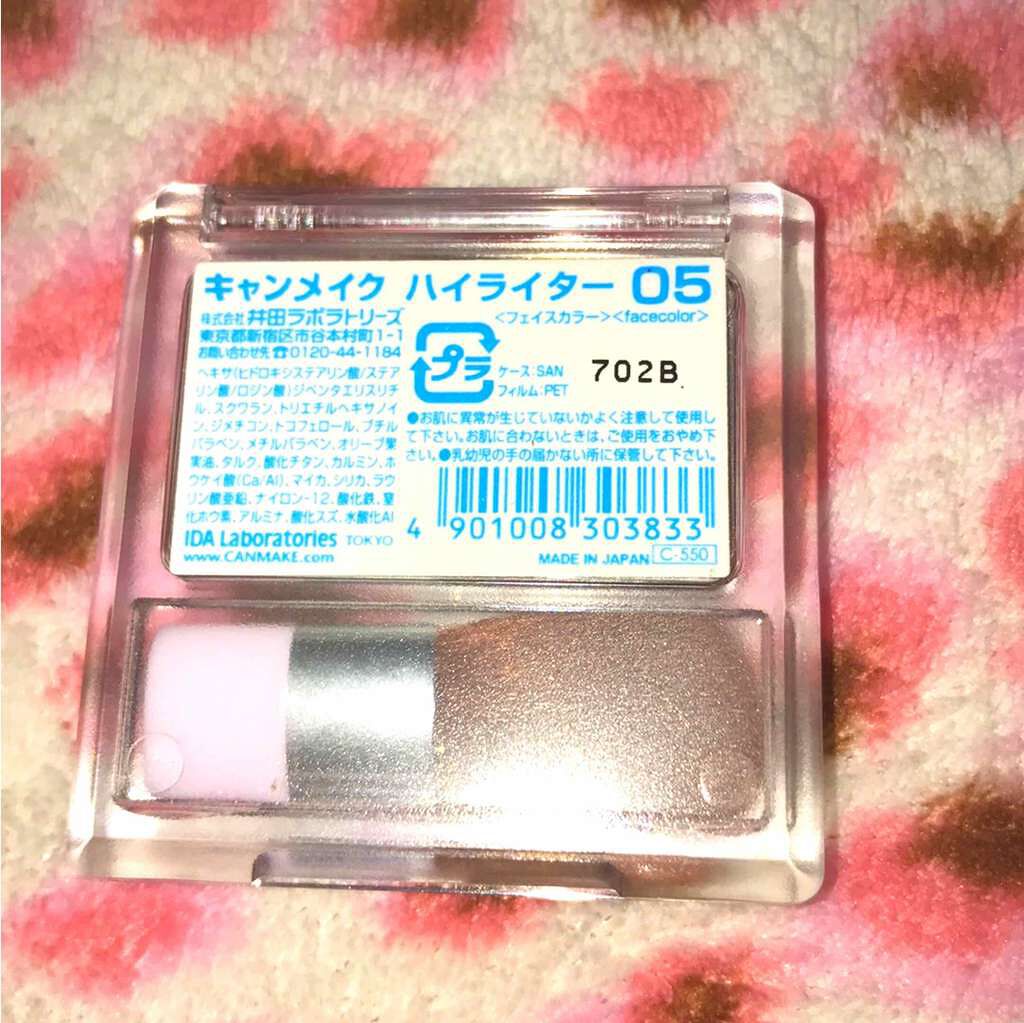 キャンメイク ハイライター 05
株式会社 井田ラボラトリーズ
東京都新宿区市谷本村町1-1
お問い合わせ先 ☎0120-44-1184
<フェイスカラー><facecolor>
プラ
ケース:SAN
フィルム:PET
702B
ヘキサ(ヒドロキシステアリン酸/ステア
リン酸/ロジン酸)ジペンタエリスリチ
ル、スクワラン、トリエチルヘキサノイ
ン、ジメチコン、トコフェロール、ブチル
パラベン、メチルパラベン、オリーブ果
実油、タルク、酸化チタン、カルミン、ホ
ウケイ酸(Ca/Al)、マイカ、シリカ、ラウ
リン酸亜鉛、ナイロン-12、酸化鉄、窒
化ホウ素、アルミナ、酸化スズ、水酸化Al
IDA Laboratories TOKYO
www.CANMAKE.com
●お肌に異常が生じていないかよく注意して使用し
て下さい。お肌に合わないときは、ご使用をおやめ下
さい。●乳幼児の手の届かない所に保管して下さい。
4 901008 303833
MADE IN JAPAN C-550